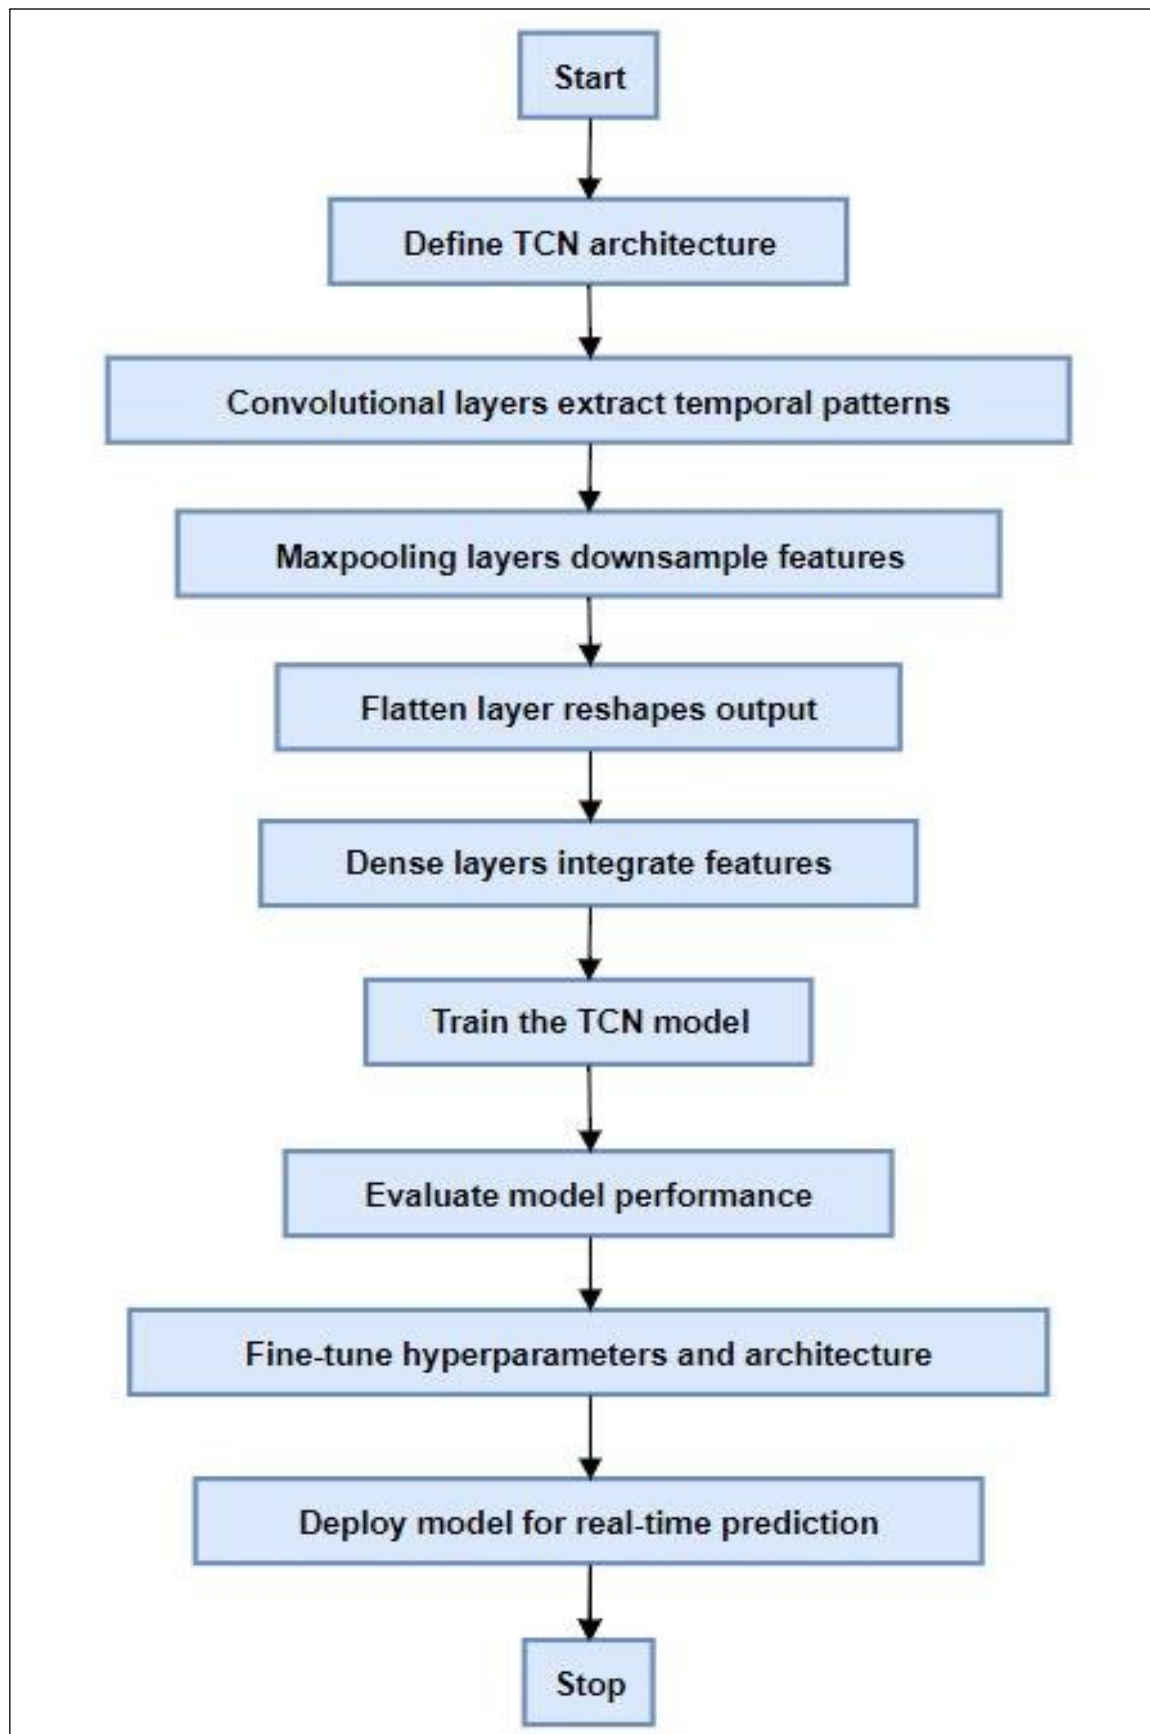 Start
Define TCN architecture
Convolutional layers extract temporal patterns
Maxpooling layers downsample features
Flatten layer reshapes output
Dense layers integrate features
Train the TCN model
Evaluate model performance
Fine-tune hyperparameters and architecture
Deploy model for real-time prediction
Stop